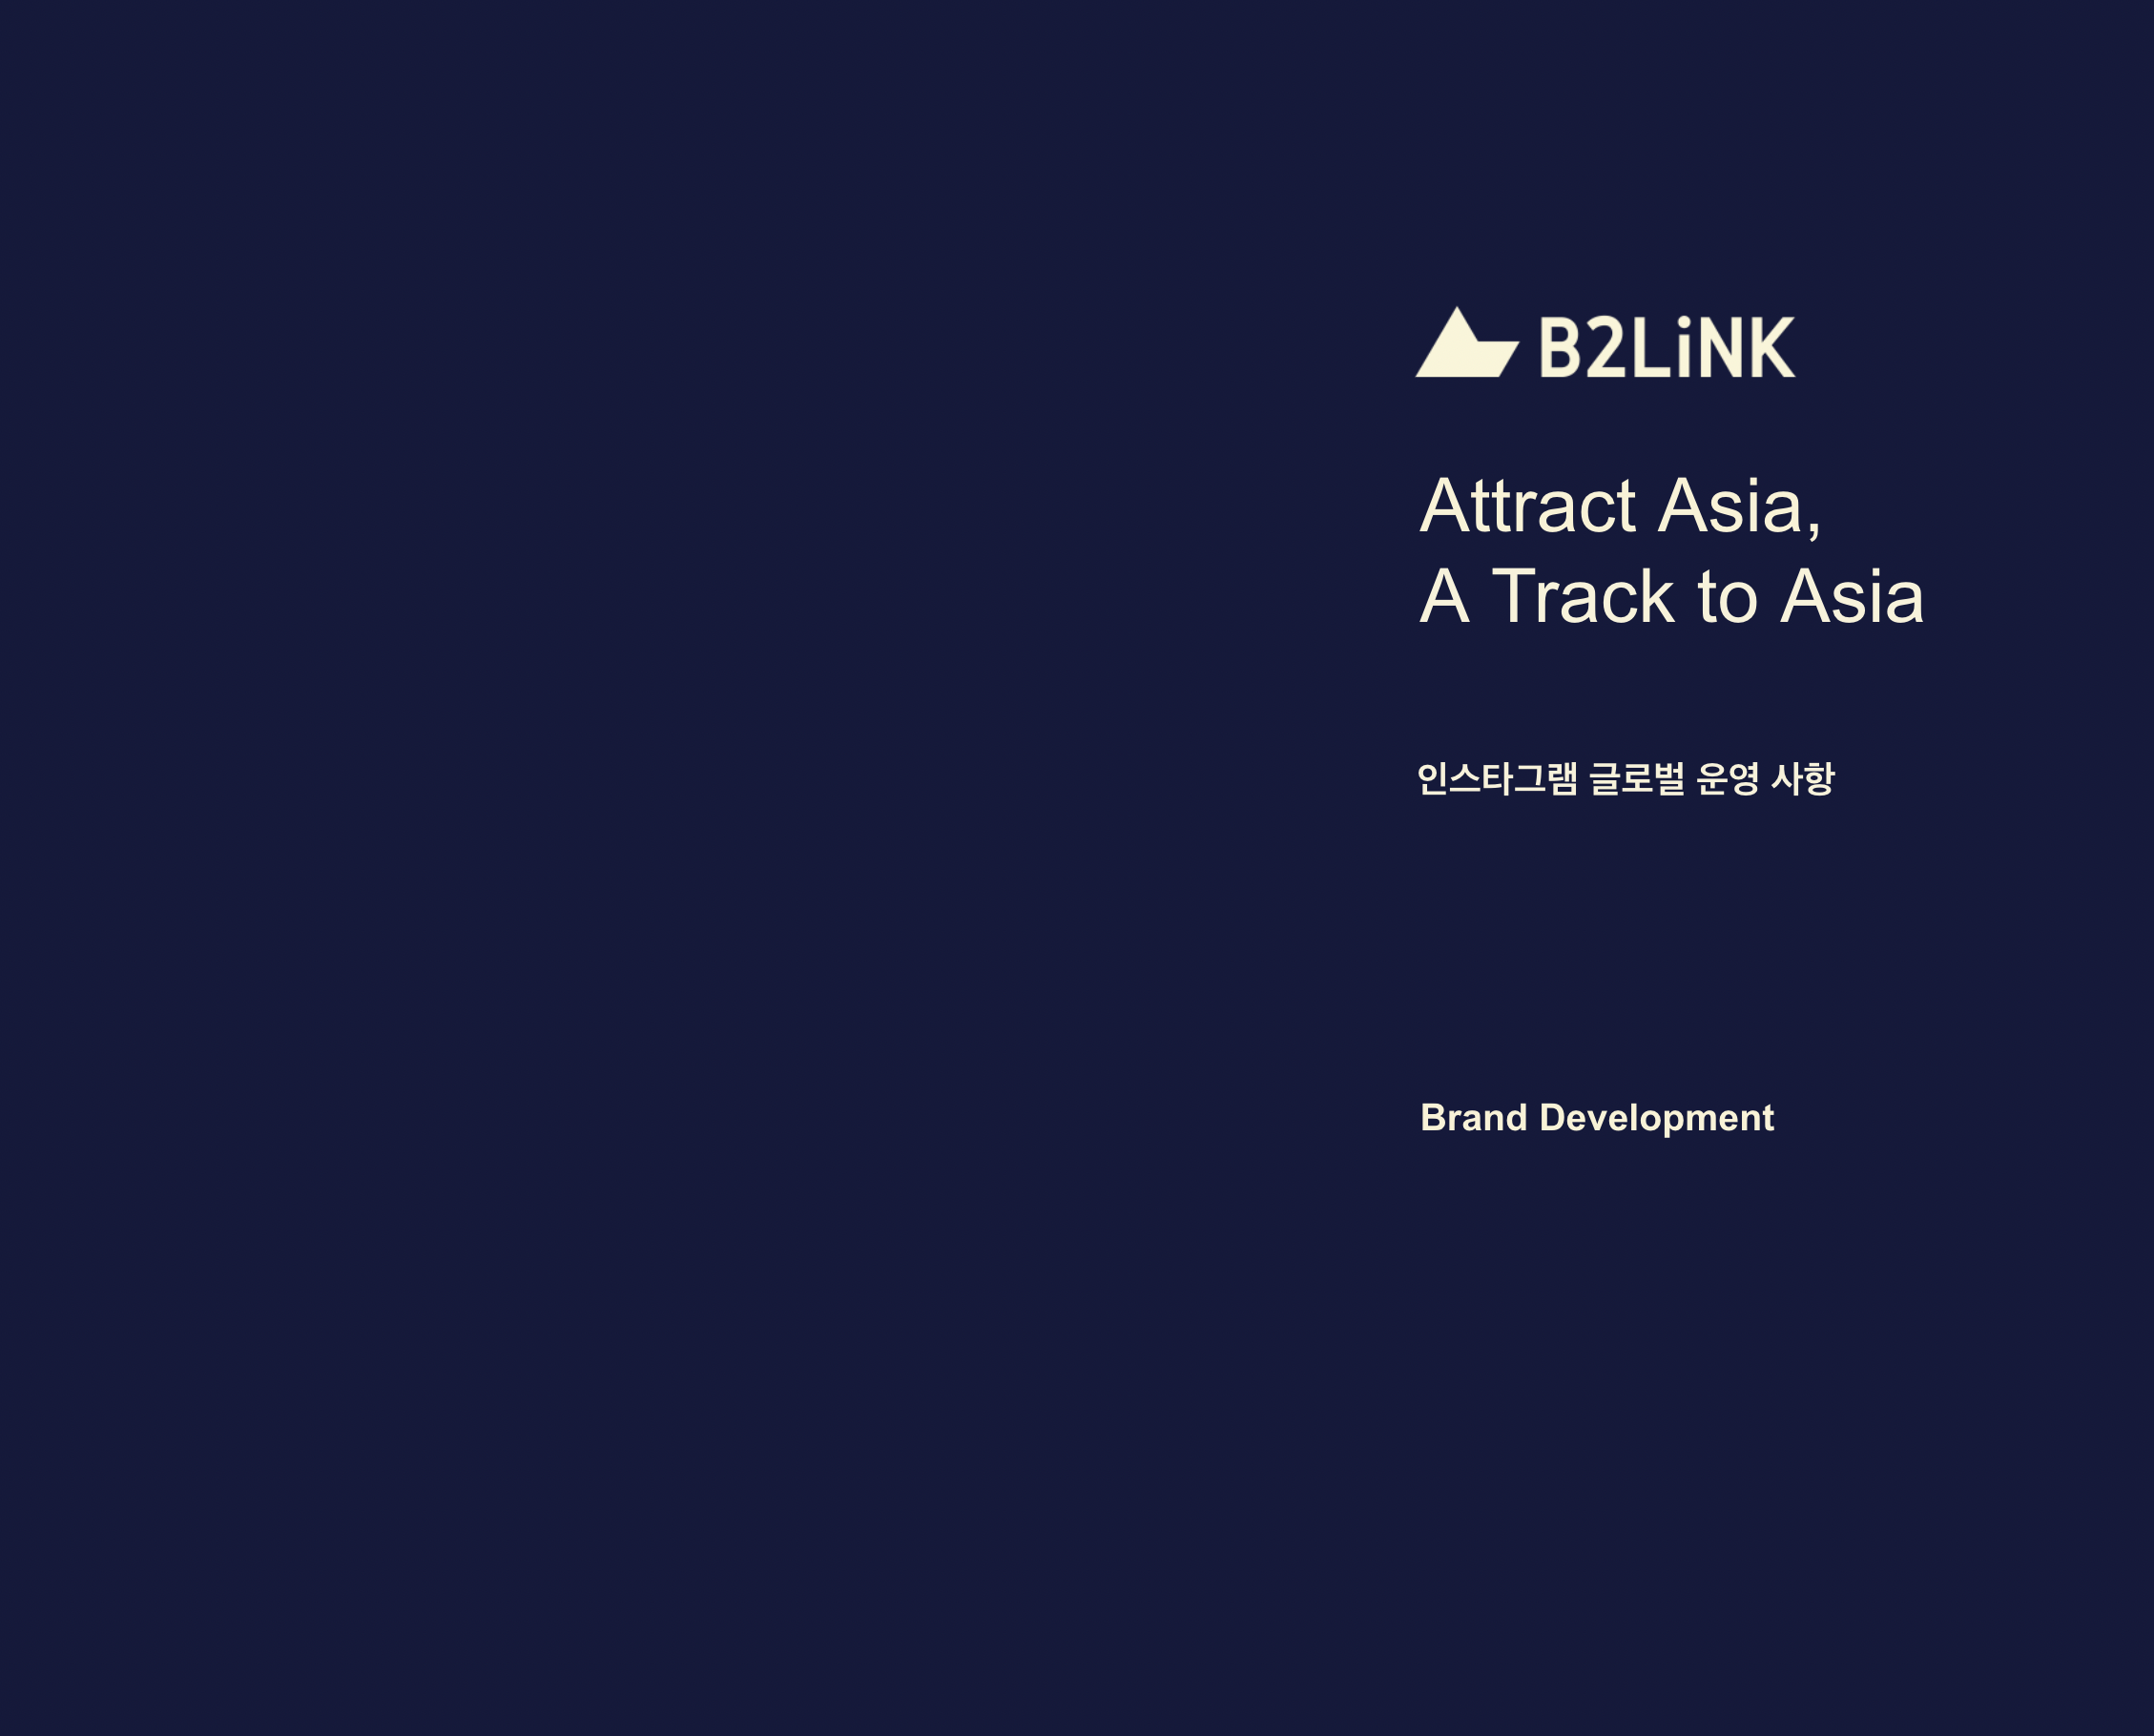 B2LiNK
Attract Asia,
A Track to Asia
인스타그램 글로벌 운영 사항
Brand Development